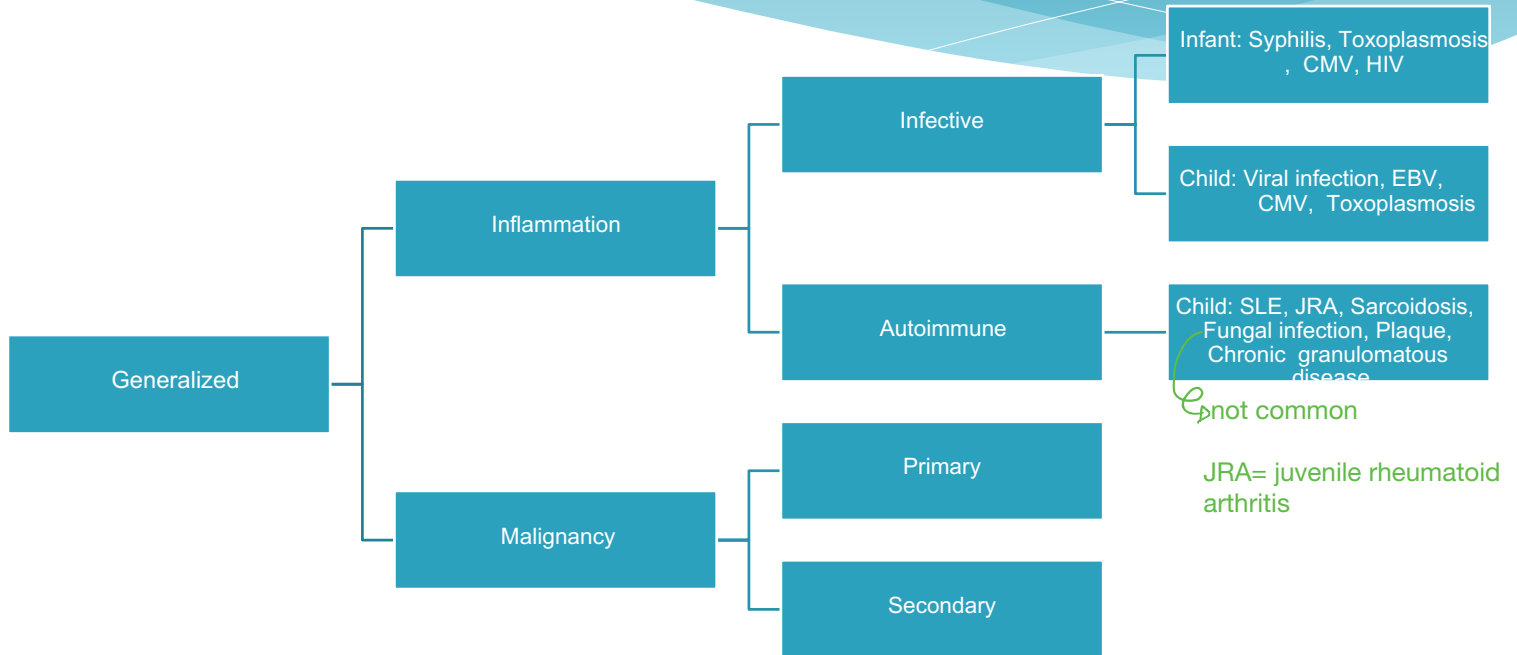 Generalized
Inflammation
Malignancy
Infective
Autoimmune
Primary
Secondary
Infant: Syphilis, Toxoplasmosis
, CMV, HIV
Child: Viral infection, EBV,
CMV, Toxoplasmosis
Child: SLE, JRA, Sarcoidosis,
Fungal infection, Plaque,
Chronic granulomatous
disease
not common
JRA= juvenile rheumatoid
arthritis